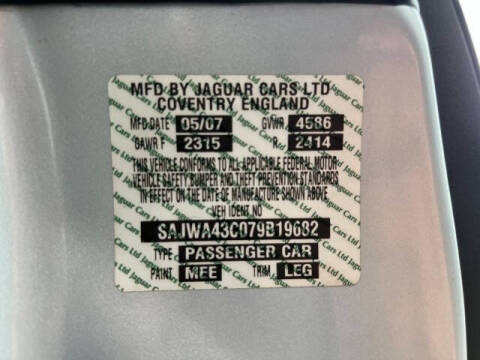 MFD BY JAGUAR CARS LTD
COVENTRY ENGLAND
MFD DATE 05/07 GVWR 4586
GAWR F 2315 R 2414
THIS VEHICLE CONFORMS TO ALL APPLICABLE FEDERAL MOTOR
VEHICLE SAFETY BUMPER AND THEFT PREVENTION STANDARDS
IN EFFECT ON THE DATE OF MANUFACTURE SHOWN ABOVE.
VEH IDENT NO
SAJWA43C079B19682
TYPE PASSENGER CAR
PAINT MEE TRIM LEG